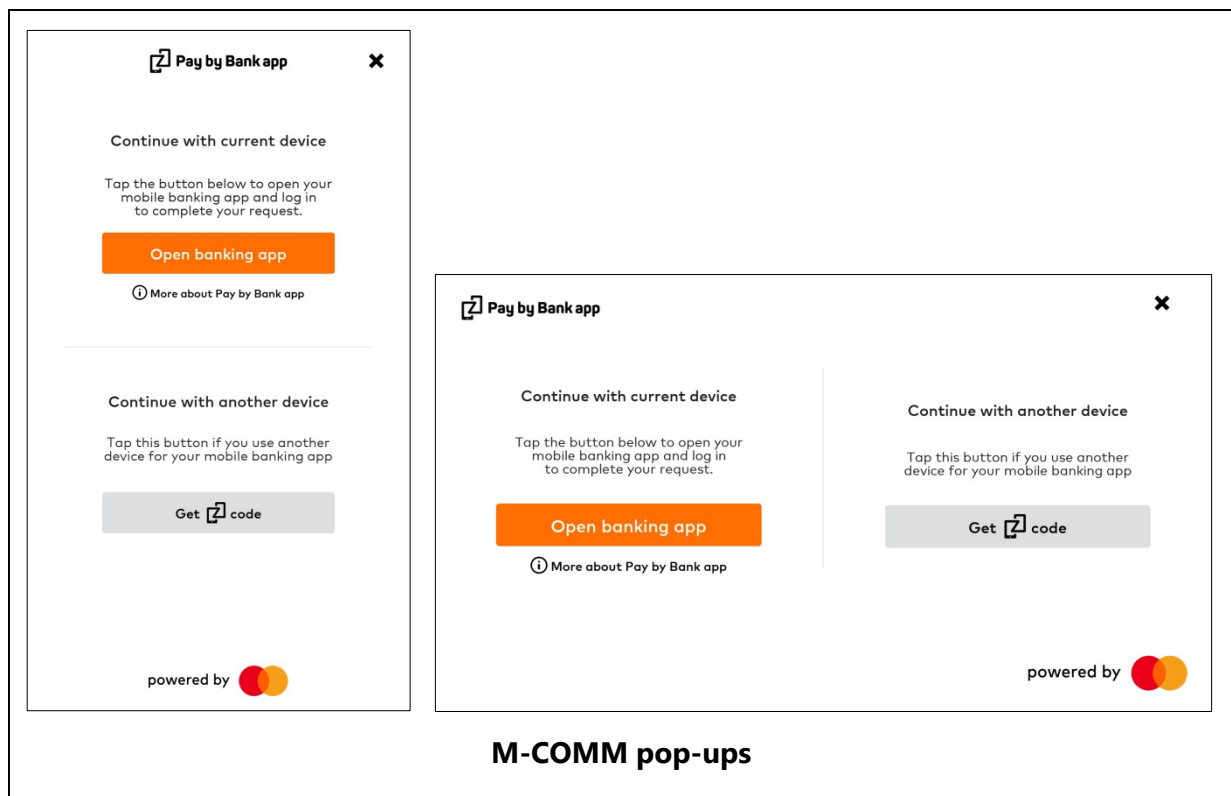 Pay by Bank app
Continue with current device
Tap the button below to open your
mobile banking app and log in
to complete your request.
Open banking app
More about Pay by Bank app
Continue with another device
Tap this button if you use another
device for your mobile banking app
Get code
powered by
Pay by Bank app
Continue with current device
Tap the button below to open your
mobile banking app and log in
to complete your request.
Open banking app
More about Pay by Bank app
Continue with another device
Tap this button if you use another
device for your mobile banking app
Get code
powered by
M-COMM pop-ups